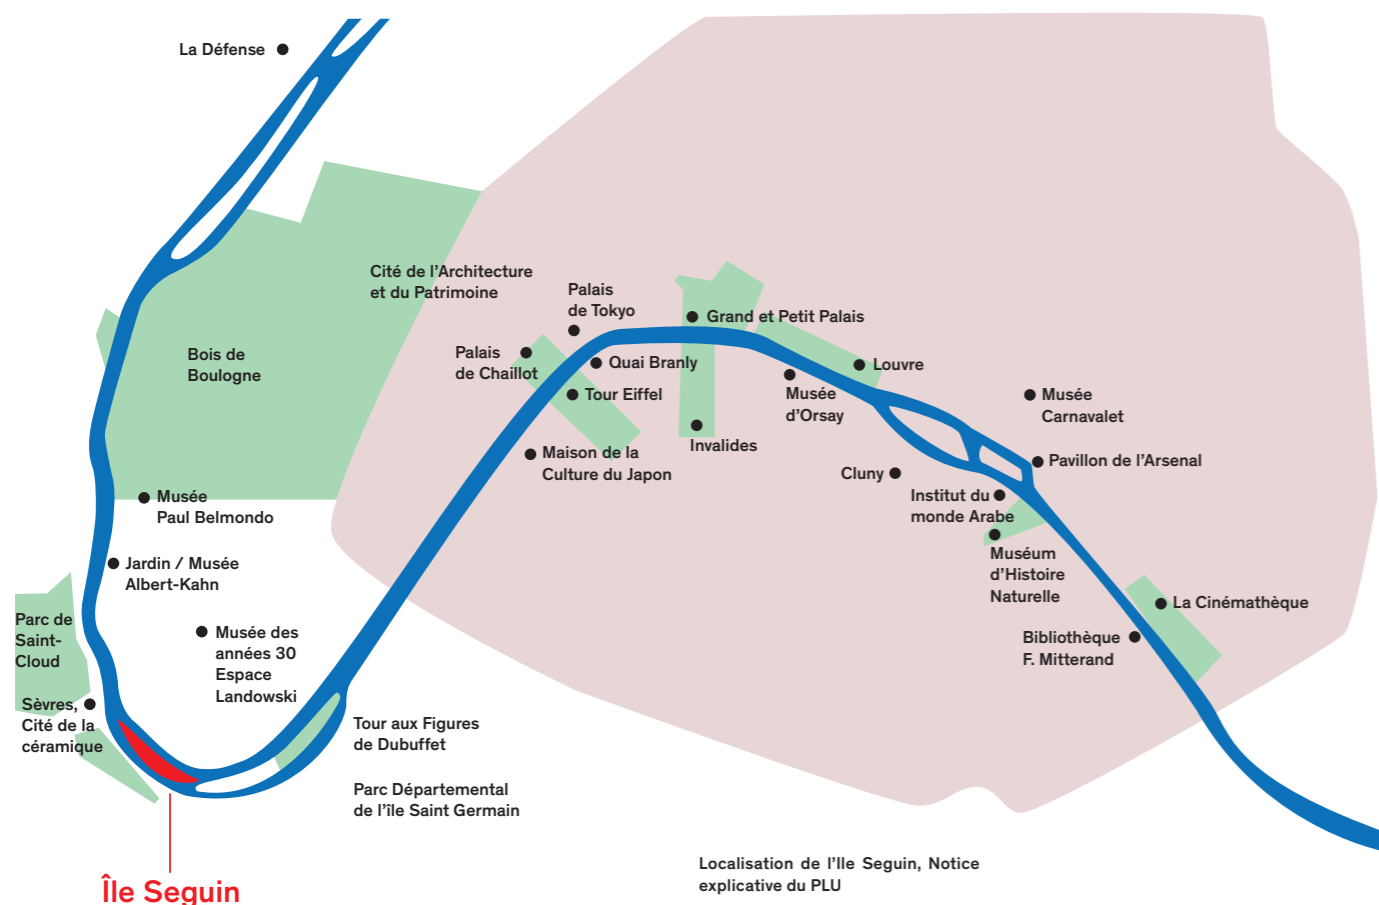 La Défense
Cité de l'Architecture
et du Patrimoine
Palais
de Tokyo
Grand et Petit Palais
Bois de
Boulogne
Palais
de Chaillot
Quai Branly
Louvre
Tour Eiffel
Musée
d'Orsay
Musée
Carnavalet
Invalides
Maison de la
Culture du Japon
Pavillon de l'Arsenal
Cluny
Institut du
monde Arabe
Musée
Paul Belmondo
Muséum
d'Histoire
Naturelle
Jardin / Musée
Albert-Kahn
La Cinémathèque
Parc de
Saint-
Cloud
Musée des
années 30
Espace
Landowski
Bibliothèque
F. Mitterand
Sèvres,
Cité de la
céramique
Tour aux Figures
de Dubuffet
Parc Départemental
de l'île Saint Germain
Île Seguin
Localisation de l'Ile Seguin, Notice
explicative du PLU